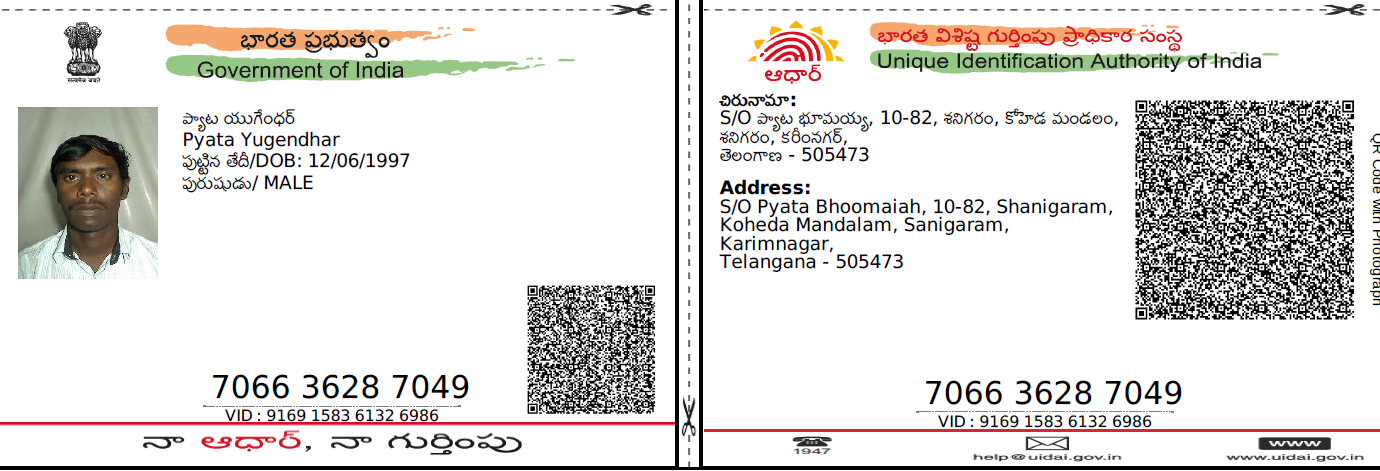 భారత ప్రభుత్వం
Government of India
ప్యాట యుగేంధర్
Pyata Yugendhar
పుట్టిన తేదీ/DOB: 12/06/1997
పురుషుడు/ MALE
7066 3628 7049
VID : 9169 1583 6132 6986
నా ఆధార్, నా గుర్తింపు
భారత విశిష్ట గుర్తింపు ప్రాధికార సంస్థ
Unique Identification Authority of India
ఆధార్
చిరునామా:
S/O ప్యాట భూమయ్య, 10-82, శనిగరం, కోహెడ మండలం,
శనిగరం, కరీంనగర్,
తెలంగాణ - 505473
Address:
S/O Pyata Bhoomaiah, 10-82, Shanigaram,
Koheda Mandalam, Sanigaram,
Karimnagar,
Telangana - 505473
QR Code with Photograph
7066 3628 7049
VID : 9169 1583 6132 6986
1947
help@uidai.gov.in
www
www.uidai.gov.in